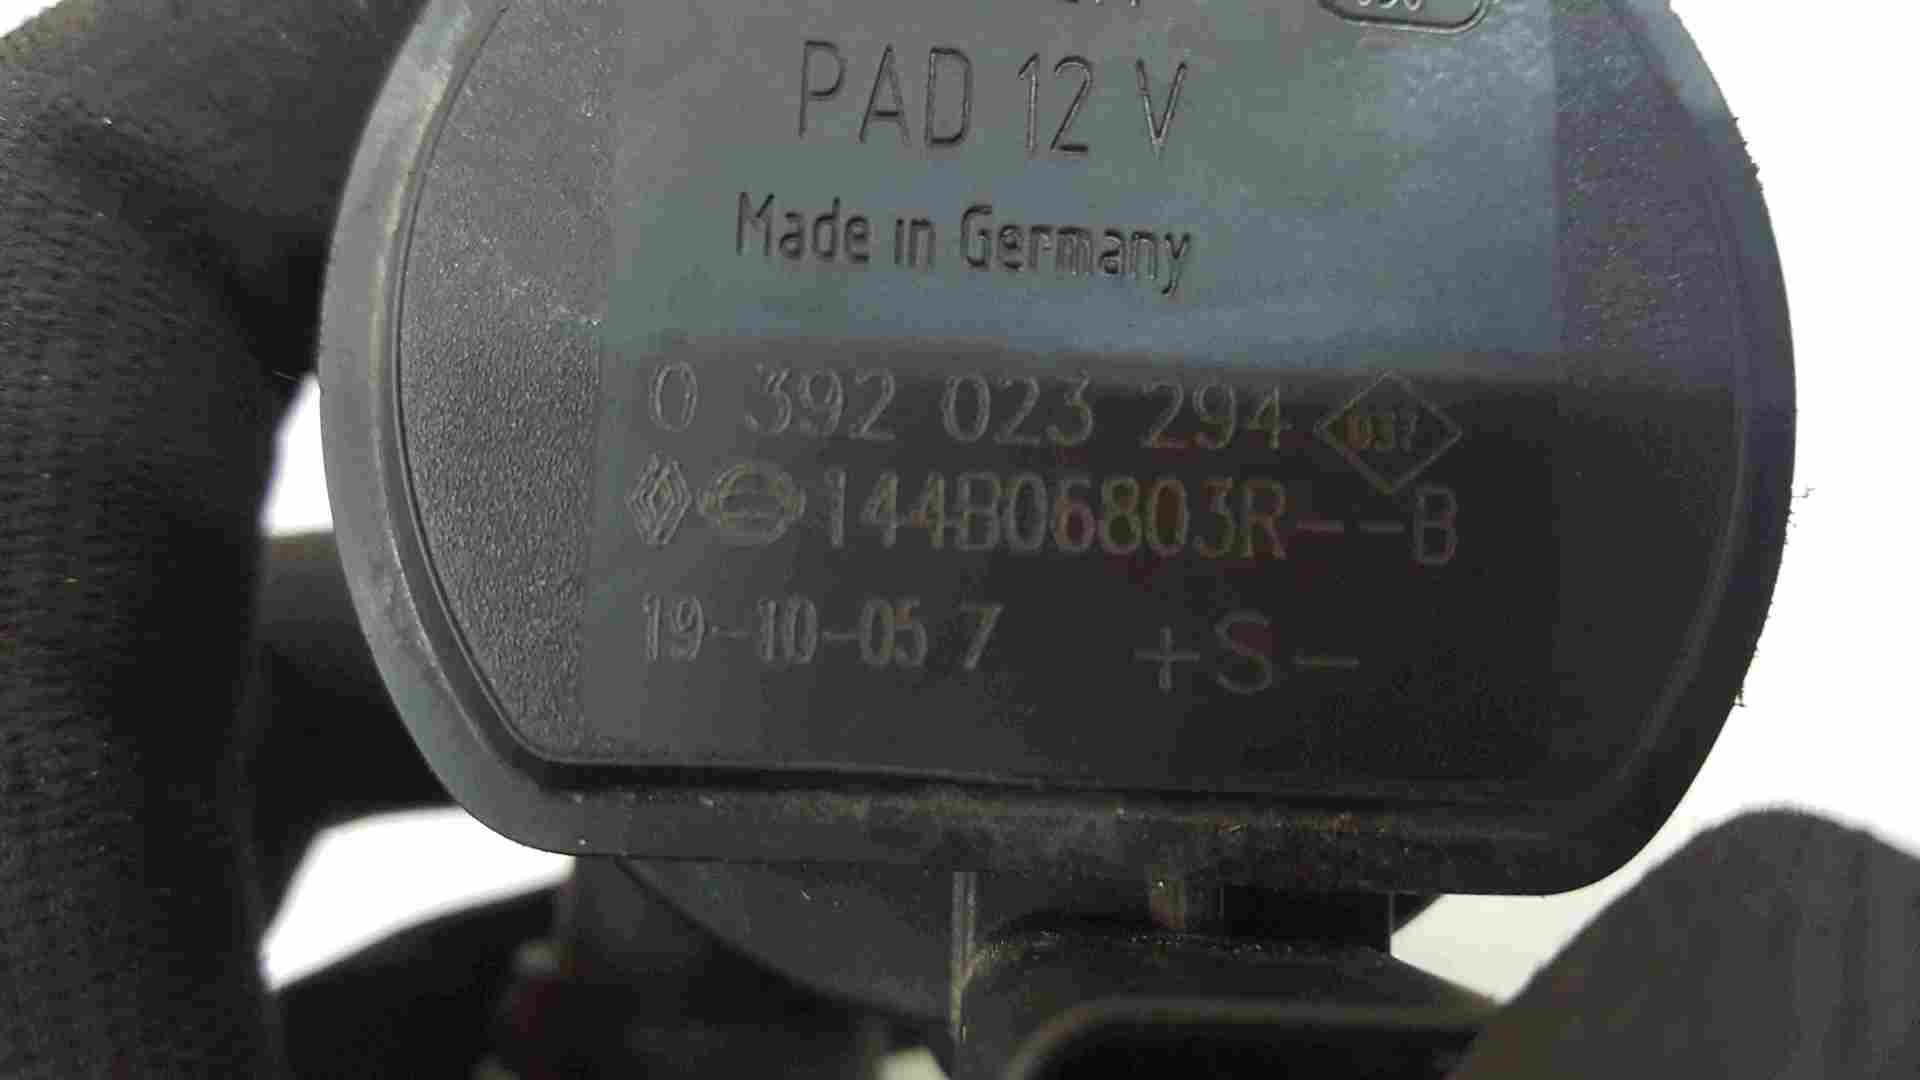 PAD 12 V
Made in Germany
0 392 023 294
144B06803R--B
19-10-05 7 +S-